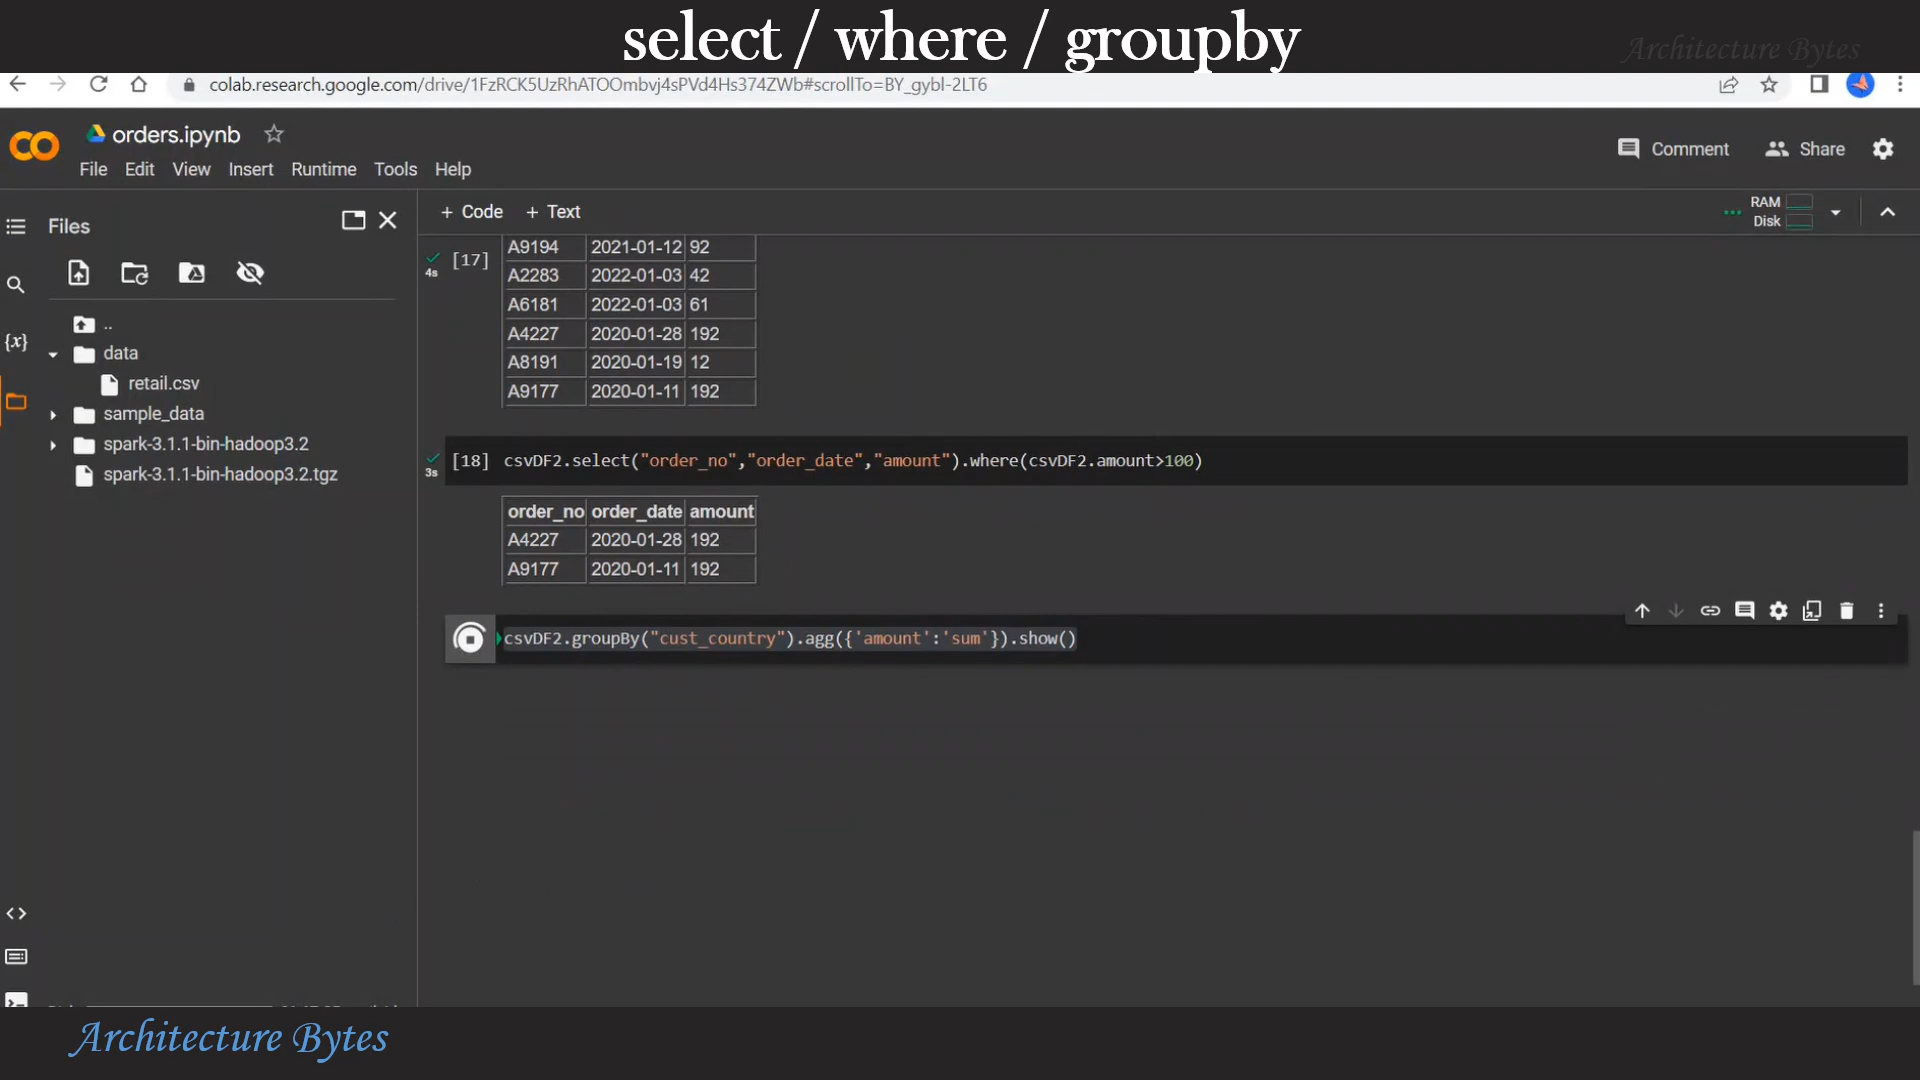 select / where / groupby
Architecture Bytes
colab.research.google.com/drive/1FzRCK5UzRhATOOmbvj4sPVd4Hs374ZWb#scrollTo=BY_gybl-2LT6
orders.ipynb
File Edit View Insert Runtime Tools Help
Comment Share
Files
+ Code + Text
RAM
Disk
..
data
retail.csv
sample_data
spark-3.1.1-bin-hadoop3.2
spark-3.1.1-bin-hadoop3.2.tgz
{x}
4s [17]
A9194 2021-01-12 92
A2283 2022-01-03 42
A6181 2022-01-03 61
A4227 2020-01-28 192
A8191 2020-01-19 12
A9177 2020-01-11 192
3s [18] csvDF2.select("order_no","order_date","amount").where(csvDF2.amount>100)
order_no order_date amount
A4227 2020-01-28 192
A9177 2020-01-11 192
csvDF2.groupBy("cust_country").agg({'amount':'sum'}).show()
Architecture Bytes